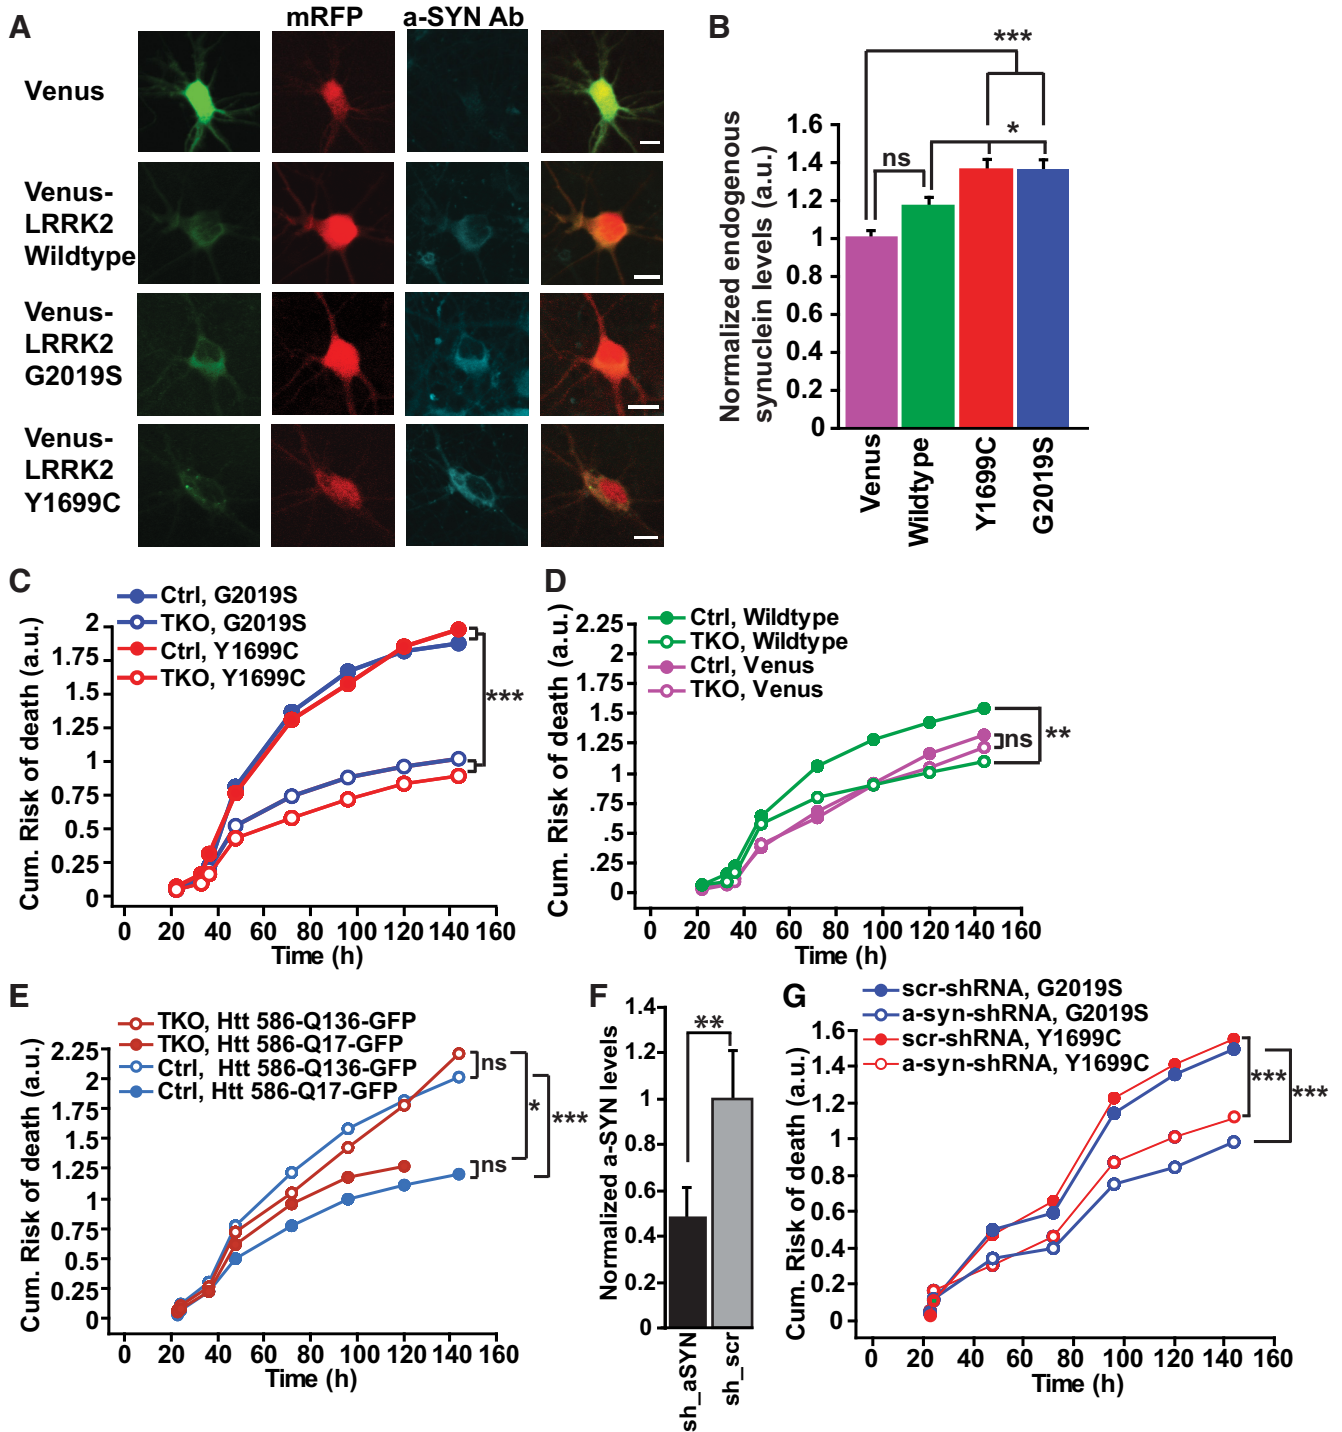 A
mRFP
a-SYN Ab
Venus
Venus-
LRRK2
Wildtype
Venus-
LRRK2
G2019S
Venus-
LRRK2
Y1699C
B
***
*
ns
Normalized endogenous
synuclein levels (a.u.)
1.6
1.4
1.2
1
0.8
0.6
0.4
0.2
0
Venus
Wildtype
Y1699C
G2019S
C
Ctrl, G2019S
TKO, G2019S
Ctrl, Y1699C
TKO, Y1699C
Cum. Risk of death (a.u.)
2
1.75
1.5
1.25
1
0.75
0.5
0.25
0
***
0 20 40 60 80 100 120 140 160
Time (h)
D
Ctrl, Wildtype
TKO, Wildtype
Ctrl, Venus
TKO, Venus
Cum. Risk of death (a.u.)
2.25
2
1.75
1.5
1.25
1
.75
.5
.25
0
ns
**
0 20 40 60 80 100 120 140 160
Time (h)
E
TKO, Htt 586-Q136-GFP
TKO, Htt 586-Q17-GFP
Ctrl, Htt 586-Q136-GFP
Ctrl, Htt 586-Q17-GFP
Cum. Risk of death (a.u.)
2.25
2
1.75
1.5
1.25
1
0.75
0.5
0.25
0
ns
*
***
ns
0 20 40 60 80 100 120 140 160
Time (h)
F
Normalized a-SYN levels
1.4
1.2
1
0.8
0.6
0.4
0.2
0
**
sh_aSYN
sh_scr
G
scr-shRNA, G2019S
a-syn-shRNA, G2019S
scr-shRNA, Y1699C
a-syn-shRNA, Y1699C
Cum. Risk of death (a.u.)
1.6
1.4
1.2
1
0.8
0.6
0.4
0.2
0
***
***
0 20 40 60 80 100 120 140 160
Time (h)